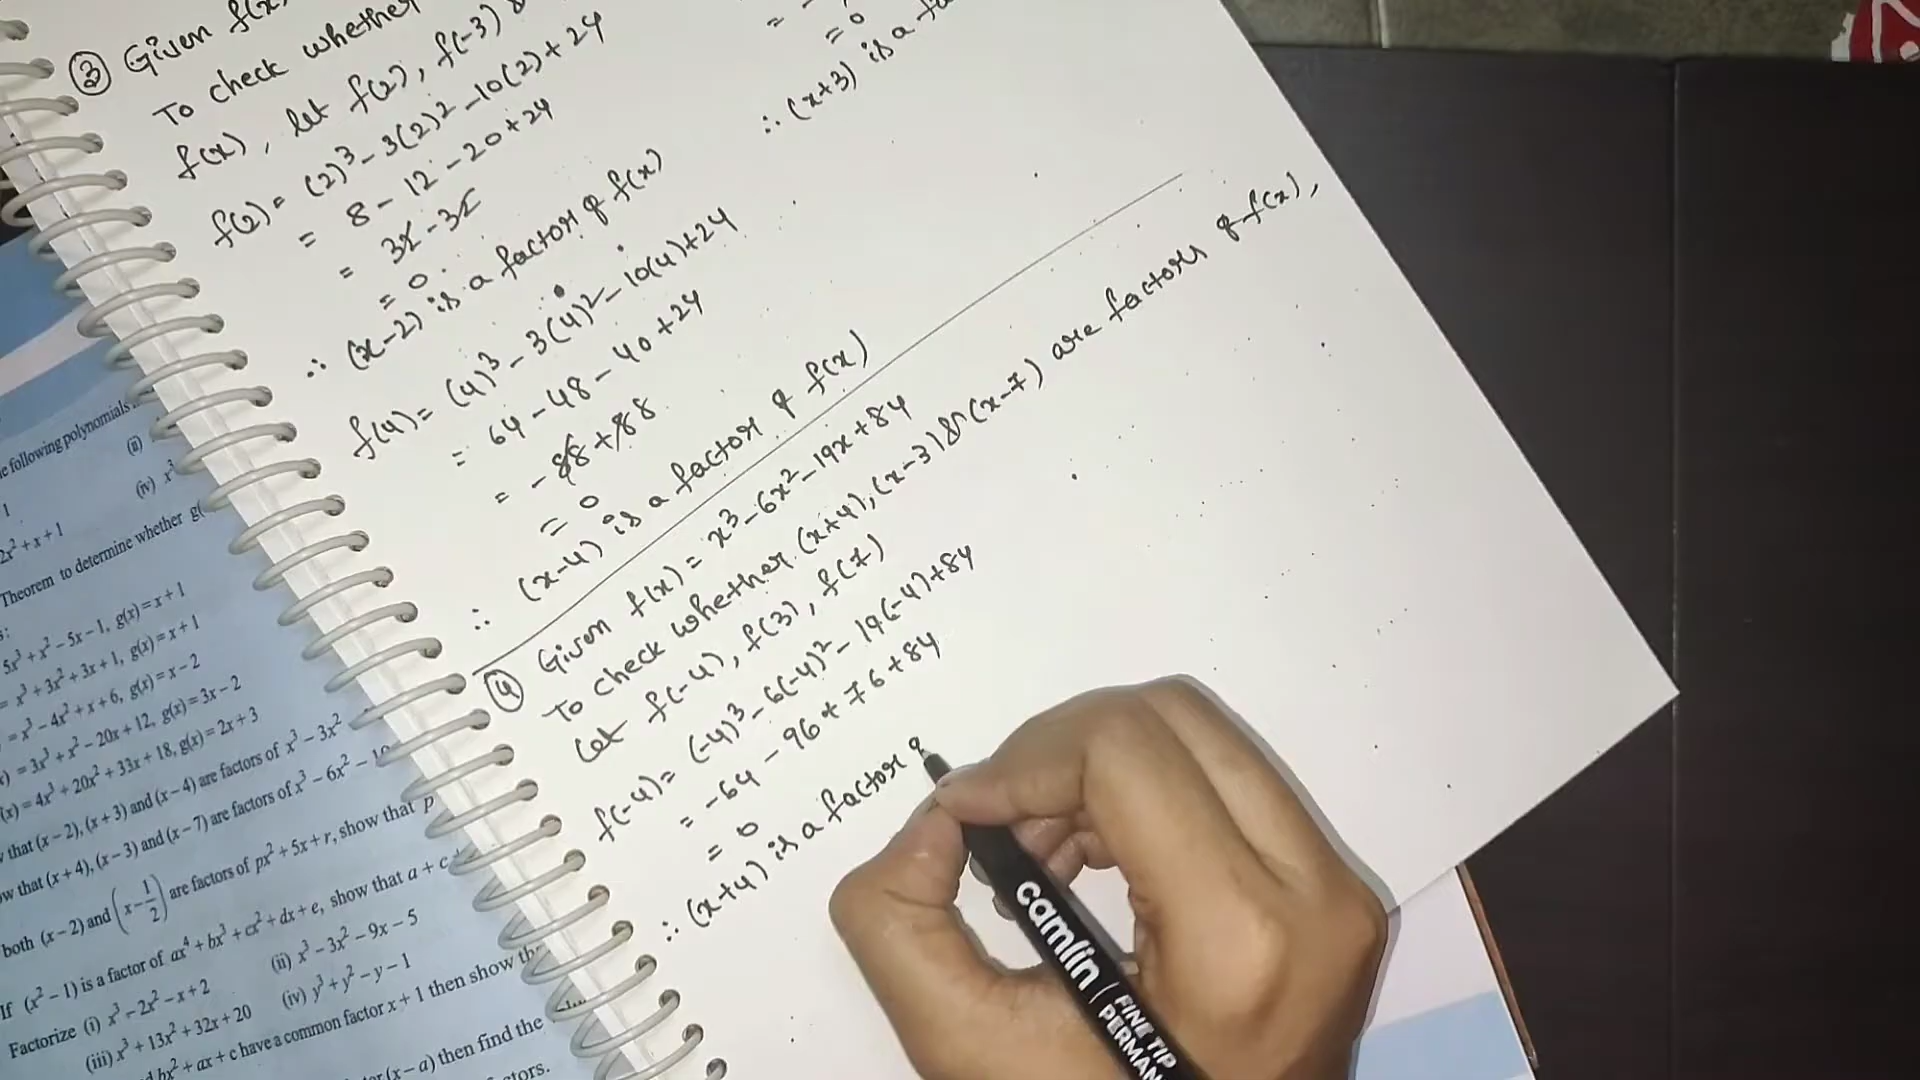 ③ Given f(x)
To check whether
f(x), let f(2), f(-3) &
f(2) = (2)³ - 3(2)² - 10(2) + 24
= 8 - 12 - 20 + 24
= 32 - 32
= 0
∴ (x-2) is a factor of f(x)
f(4) = (4)³ - 3(4)² - 10(4) + 24
= 64 - 48 - 40 + 24
= -88 + 88
= 0
∴ (x-4) is a factor of f(x)
= 0
∴ (x+3) is a
④ Given f(x) = x³ - 6x² - 19x + 84
To check whether (x+4), (x-3) & (x-7) are factors of f(x),
Let f(-4), f(3), f(7)
f(-4) = (-4)³ - 6(-4)² - 19(-4) + 84
= -64 - 96 + 76 + 84
= 0
∴ (x+4) is a factor
following polynomials
(ii)
1
(iv) x³
2x² + x + 1
Theorem to determine whether g(
5x³ + x² - 5x - 1, g(x) = x + 1
= x³ + 3x² + 3x + 1, g(x) = x + 1
= x³ - 4x² + x + 6, g(x) = x - 2
) = 3x³ + x² - 20x + 12, g(x) = 3x - 2
(x) = 4x³ + 20x² + 33x + 18, g(x) = 2x + 3
that (x - 2), (x + 3) and (x - 4) are factors of x³ - 3x²
that (x + 4), (x - 3) and (x - 7) are factors of x³ - 6x² -
both (x - 2) and (x - 1/2) are factors of px² + 5x + r, show that p
If (x² - 1) is a factor of ax⁴ + bx³ + cx² + dx + e, show that a + c
Factorize (i) x³ - 2x² - x + 2 (ii) x³ - 3x² - 9x - 5
(iii) x³ + 13x² + 32x + 20 (iv) y³ + y² - y - 1
bx² + ax + c have a common factor x + 1 then show
(x - a) then find the
camlin
FINE TIP